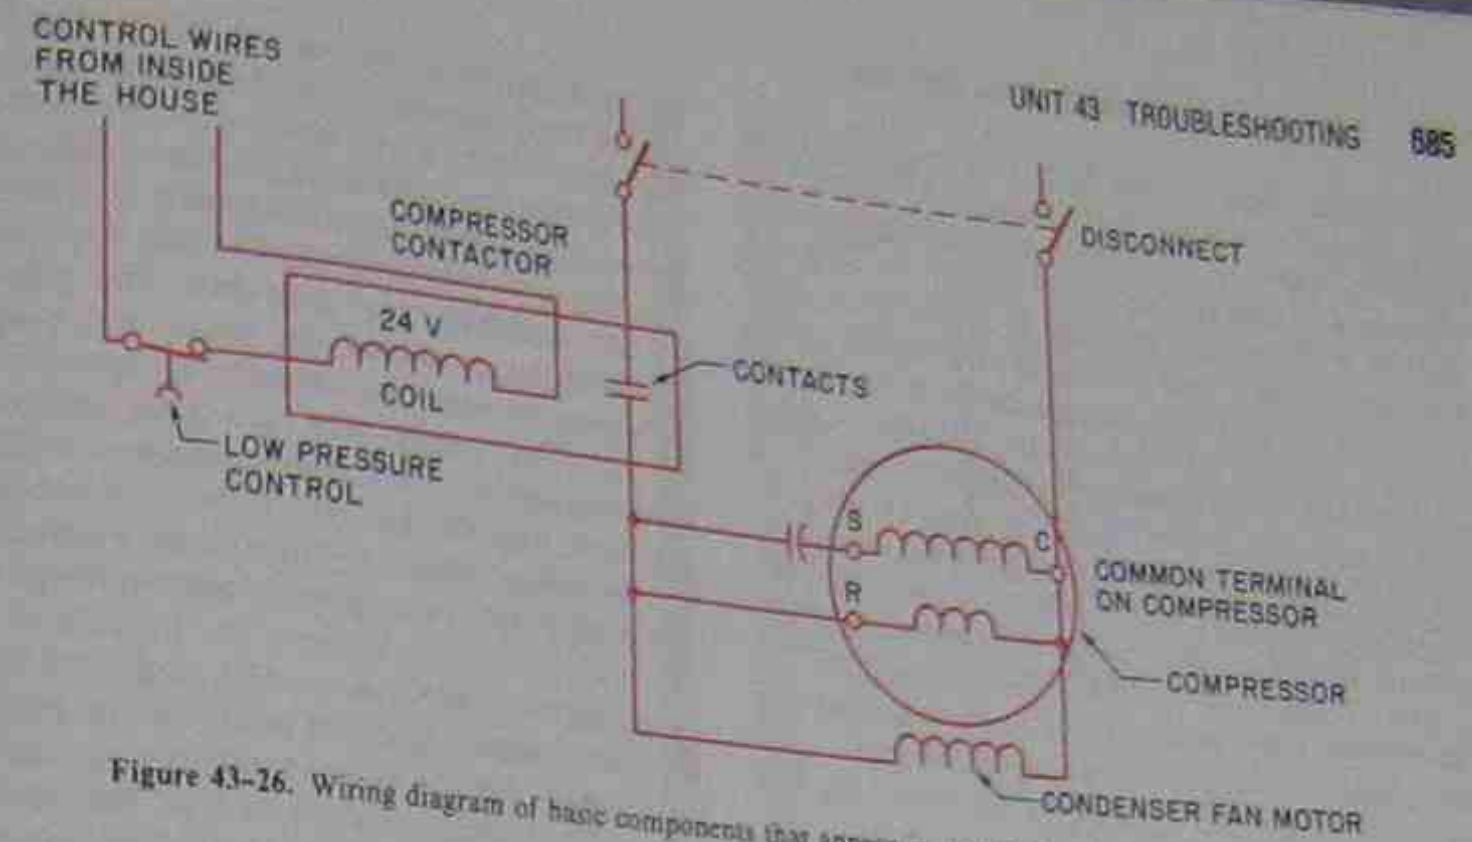 CONTROL WIRES
FROM INSIDE
THE HOUSE
UNIT 43 TROUBLESHOOTING 685
COMPRESSOR
CONTACTOR
DISCONNECT
24 V
COIL
CONTACTS
LOW PRESSURE
CONTROL
S
C
R
COMMON TERMINAL
ON COMPRESSOR
COMPRESSOR
CONDENSER FAN MOTOR
Figure 43-26. Wiring diagram of basic components that